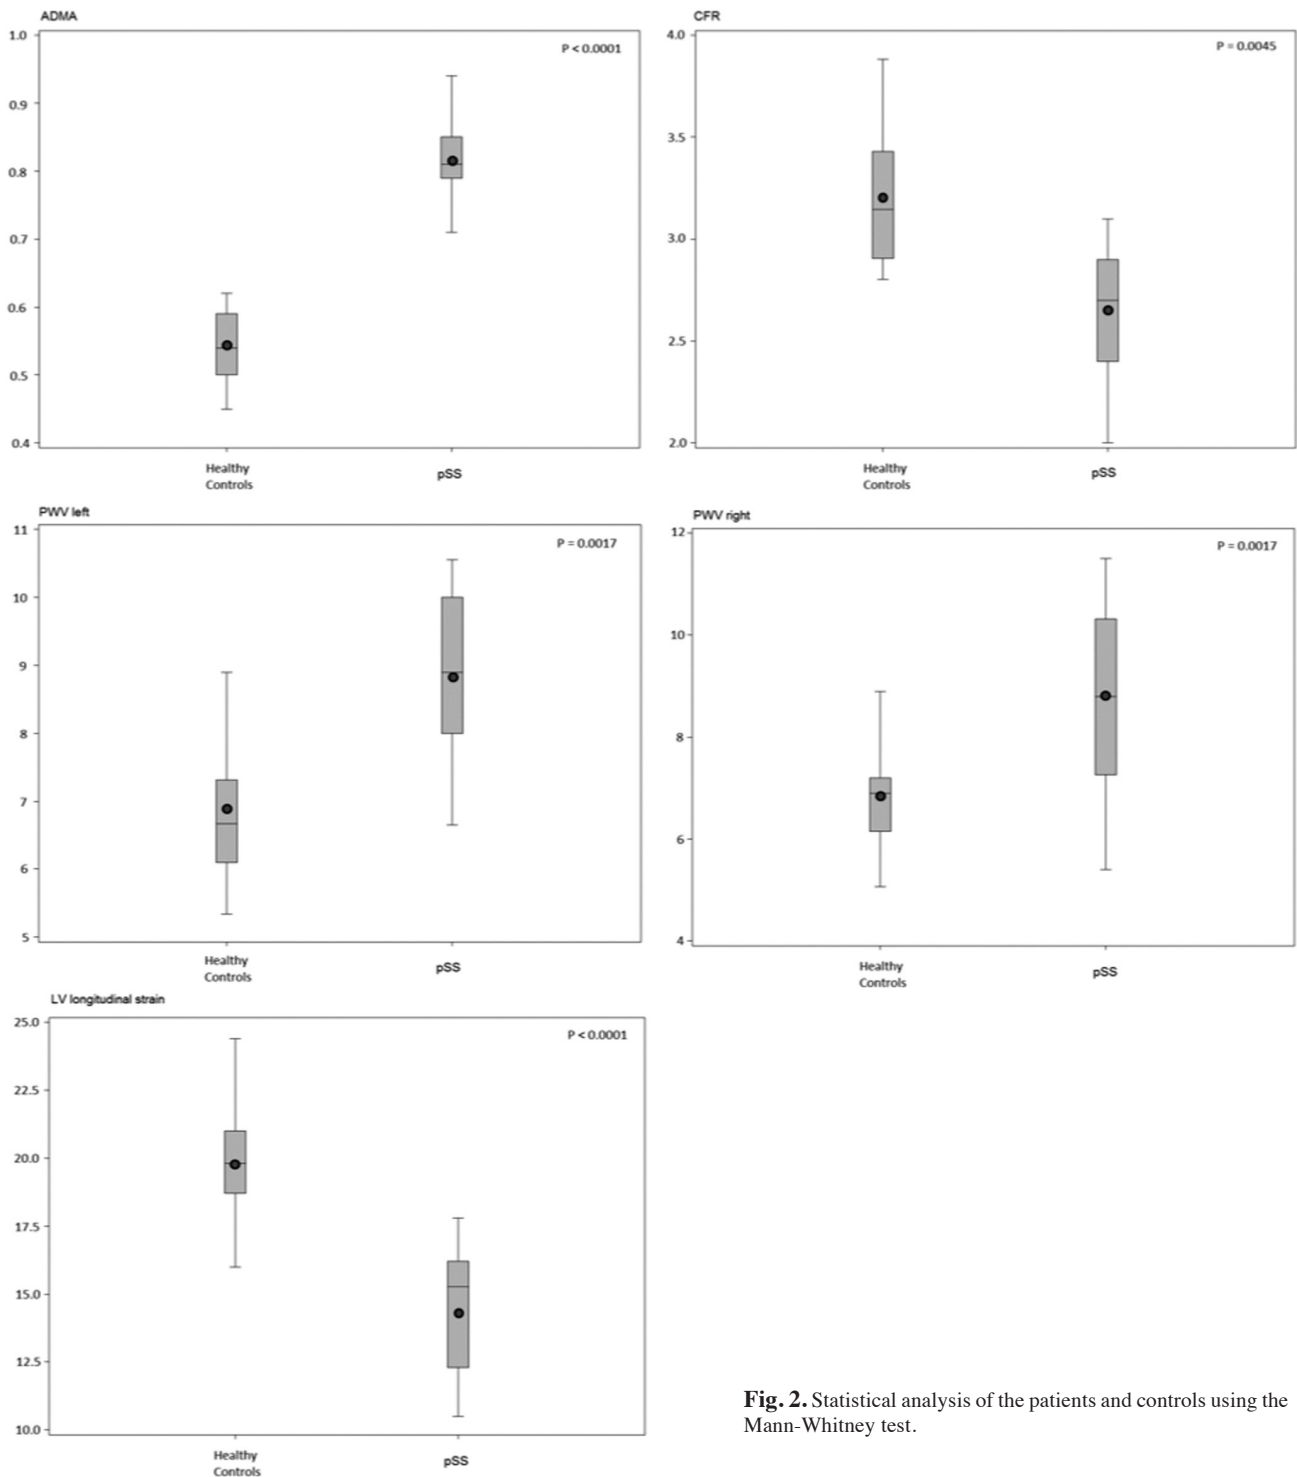 ADMA
P < 0.0001
1.0
0.9
0.8
0.7
0.6
0.5
0.4
Healthy
Controls
pSS
CFR
P = 0.0045
4.0
3.5
3.0
2.5
2.0
Healthy
Controls
pSS
PWV left
P = 0.0017
11
10
9
8
7
6
5
Healthy
Controls
pSS
PWV right
P = 0.0017
12
10
8
6
4
Healthy
Controls
pSS
LV longitudinal strain
P < 0.0001
25.0
22.5
20.0
17.5
15.0
12.5
10.0
Healthy
Controls
pSS
Fig. 2. Statistical analysis of the patients and controls using the
Mann-Whitney test.